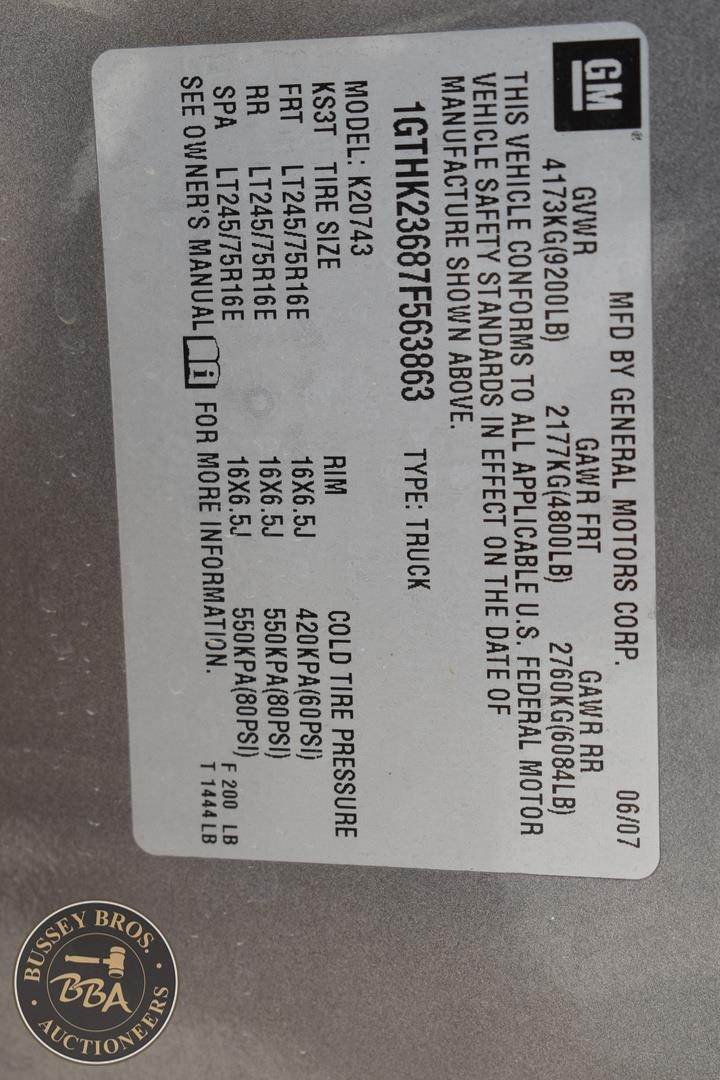 GM
MFD BY GENERAL MOTORS CORP. 06/07
GVWR GAWR FRT GAWR RR
4173KG(9200LB) 2177KG(4800LB) 2760KG(6084LB)
THIS VEHICLE CONFORMS TO ALL APPLICABLE U.S. FEDERAL MOTOR
VEHICLE SAFETY STANDARDS IN EFFECT ON THE DATE OF
MANUFACTURE SHOWN ABOVE.
1GTHK23687F563863 TYPE: TRUCK
MODEL: K20743
KS3T TIRE SIZE RIM COLD TIRE PRESSURE
FRT LT245/75R16E 16X6.5J 420KPA(60PSI)
RR LT245/75R16E 16X6.5J 550KPA(80PSI)
SPA LT245/75R16E 16X6.5J 550KPA(80PSI)
SEE OWNER'S MANUAL i FOR MORE INFORMATION.
F 200 LB
T 1444LB
BUSSEY BROS.
BBA
AUCTIONEERS